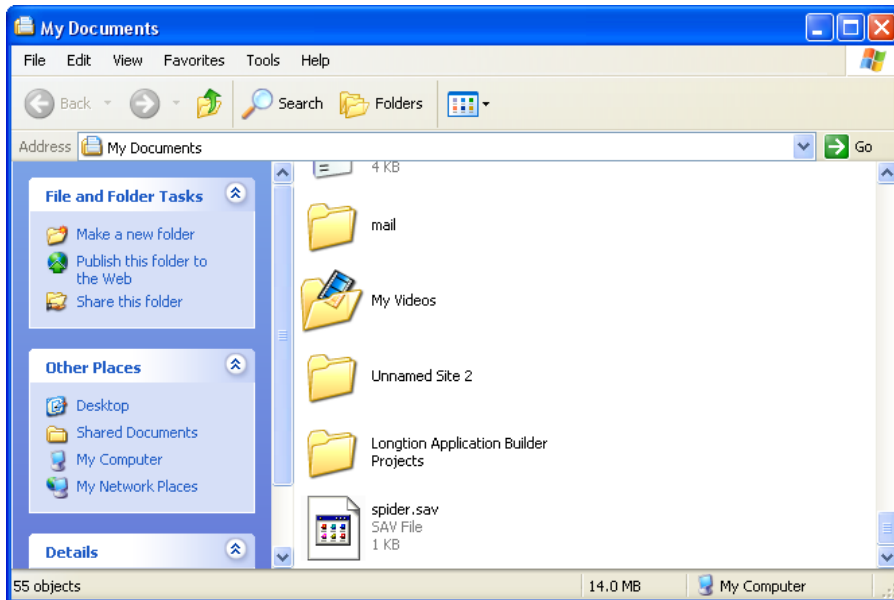 My Documents
File Edit View Favorites Tools Help
Back Search Folders
Address My Documents Go
File and Folder Tasks
Make a new folder
Publish this folder to
the Web
Share this folder
Other Places
Desktop
Shared Documents
My Computer
My Network Places
Details
4 KB
mail
My Videos
Unnamed Site 2
Longtion Application Builder
Projects
spider.sav
SAV File
1 KB
55 objects 14.0 MB My Computer